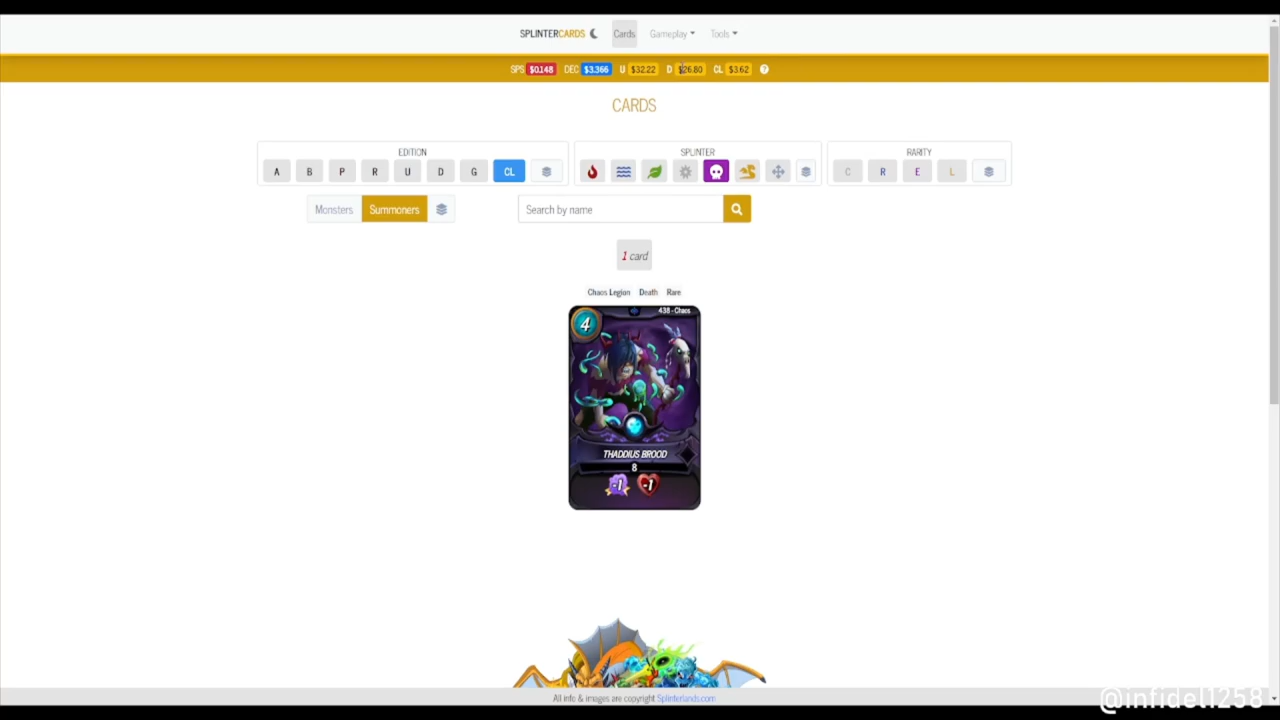 SPLINTERCARDS Cards Gameplay Tools
SPS $0.148 DEC $3.366 U $32.22 D $26.80 CL $3.62 ?
CARDS
EDITION SPLINTER RARITY
A B P R U D G CL C R E L
Monsters Summoners Search by name
1 card
Chaos Legion Death Rare
438 - Chaos
4
THADDIUS BROOD
8
-1 -1
All info & images are copyright Splinterlands.com
@infidel1258